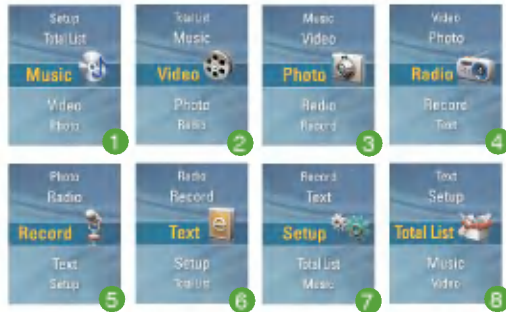 Setup
Total List
Music
Video
Photo
1
Total List
Music
Video
Photo
Radio
2
Music
Video
Photo
Radio
Record
3
Video
Photo
Radio
Record
Text
4
Photo
Radio
Record
Text
Setup
5
Radio
Record
Text
Setup
Total List
6
Record
Text
Setup
Total List
Music
7
Text
Setup
Total List
Music
Video
8